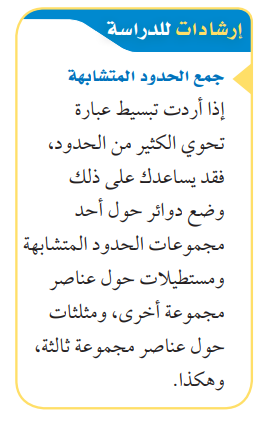 إرشادات للدراسة
جمع الحدود المتشابهة
إذا أردت تبسيط عبارة
تحوي الكثير من الحدود،
فقد يساعدك على ذلك
وضع دوائر حول أحد
مجموعات الحدود المتشابهة
ومستطيلات حول عناصر
مجموعة أخرى، ومثلثات
حول عناصر مجموعة ثالثة،
وهكذا.